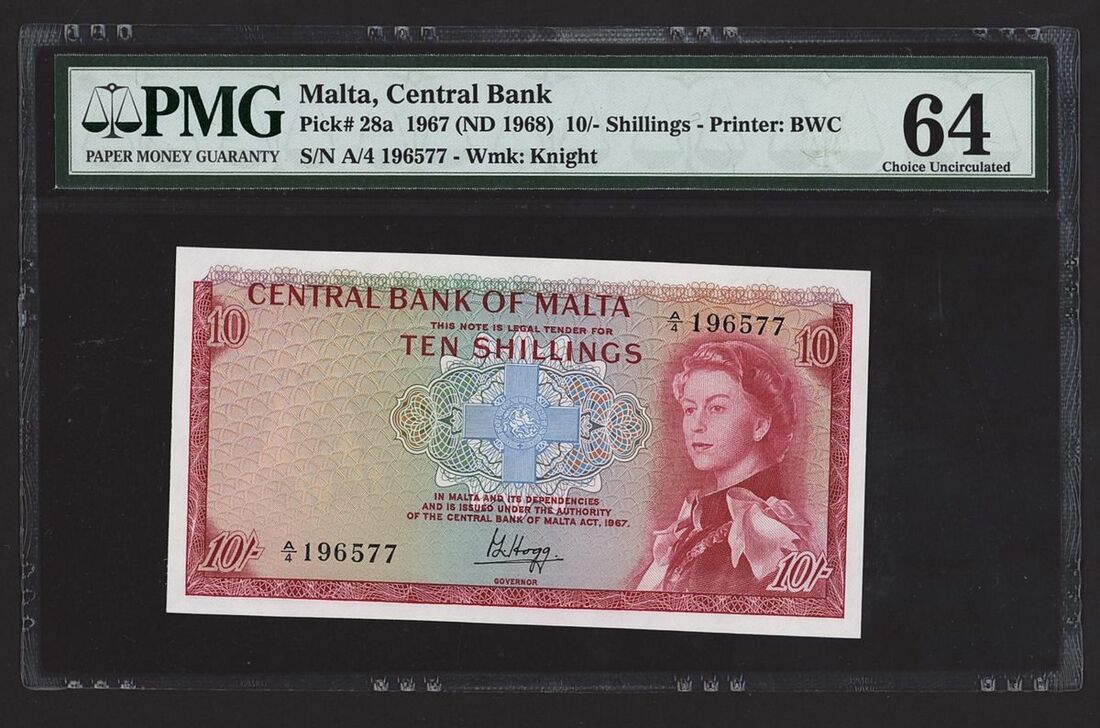 PMG
PAPER MONEY GUARANTY
Malta, Central Bank
Pick# 28a 1967 (ND 1968) 10/- Shillings - Printer: BWC
S/N A/4 196577 - Wmk: Knight
64
Choice Uncirculated
CENTRAL BANK OF MALTA
10
THIS NOTE IS LEGAL TENDER FOR
A/4 196577
10
TEN SHILLINGS
IN MALTA AND ITS DEPENDENCIES
AND IS ISSUED UNDER THE AUTHORITY
OF THE CENTRAL BANK OF MALTA ACT, 1967.
10/-
A/4 196577
P.L. Hogg.
GOVERNOR
10/-